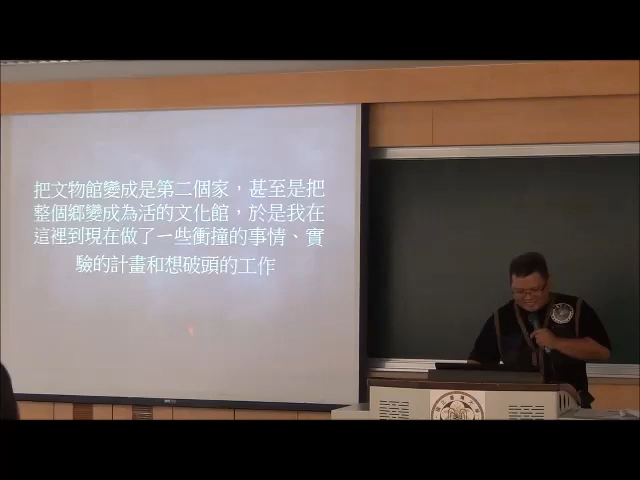 把文物館變成是第二個家，甚至是把
整個鄉變成為活的文化館，於是我在
這裡到現在做了一些衝撞的事情、實
驗的計畫和想破頭的工作